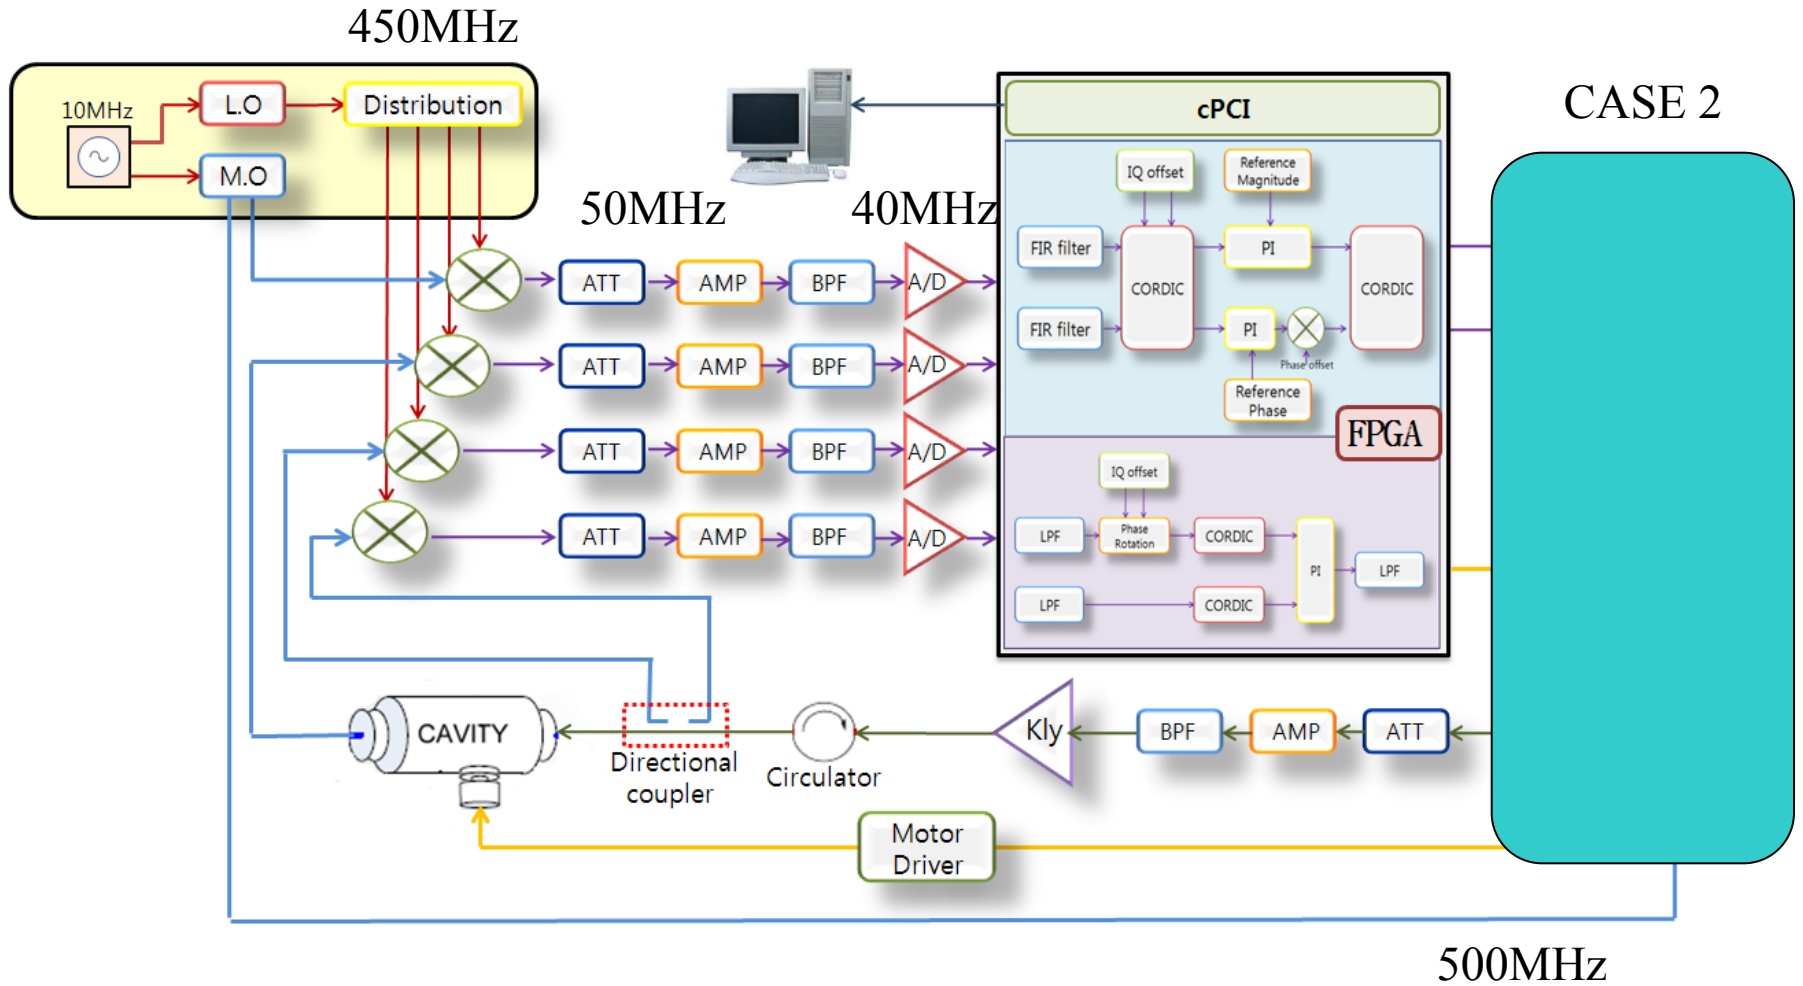 450MHz
10MHz
L.O
Distribution
M.O
cPCI
CASE 2
50MHz
40MHz
IQ offset
Reference
Magnitude
FIR filter
CORDIC
PI
CORDIC
FIR filter
PI
Phase offset
Reference
Phase
FPGA
ATT
AMP
BPF
A/D
ATT
AMP
BPF
A/D
ATT
AMP
BPF
A/D
ATT
AMP
BPF
A/D
IQ offset
LPF
Phase
Rotation
CORDIC
PI
LPF
LPF
CORDIC
CAVITY
Directional
coupler
Circulator
Kly
BPF
AMP
ATT
Motor
Driver
500MHz